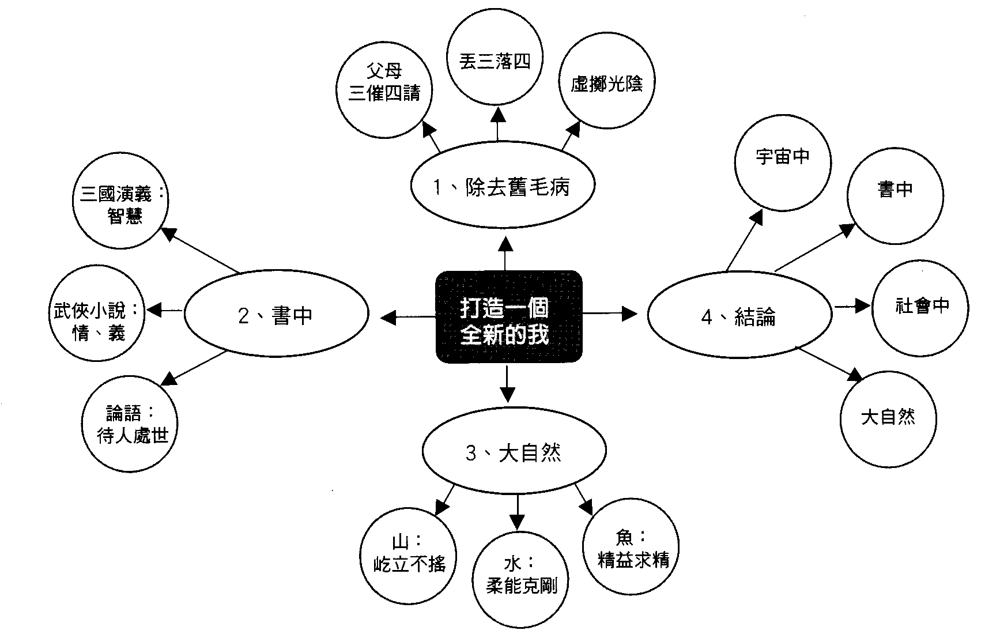 打造一個
全新的我
1、除去舊毛病
父母
三催四請
丟三落四
虛擲光陰
2、書中
三國演義：
智慧
武俠小說：
情、義
論語：
待人處世
3、大自然
山：
屹立不搖
水：
柔能克剛
魚：
精益求精
4、結論
宇宙中
書中
社會中
大自然